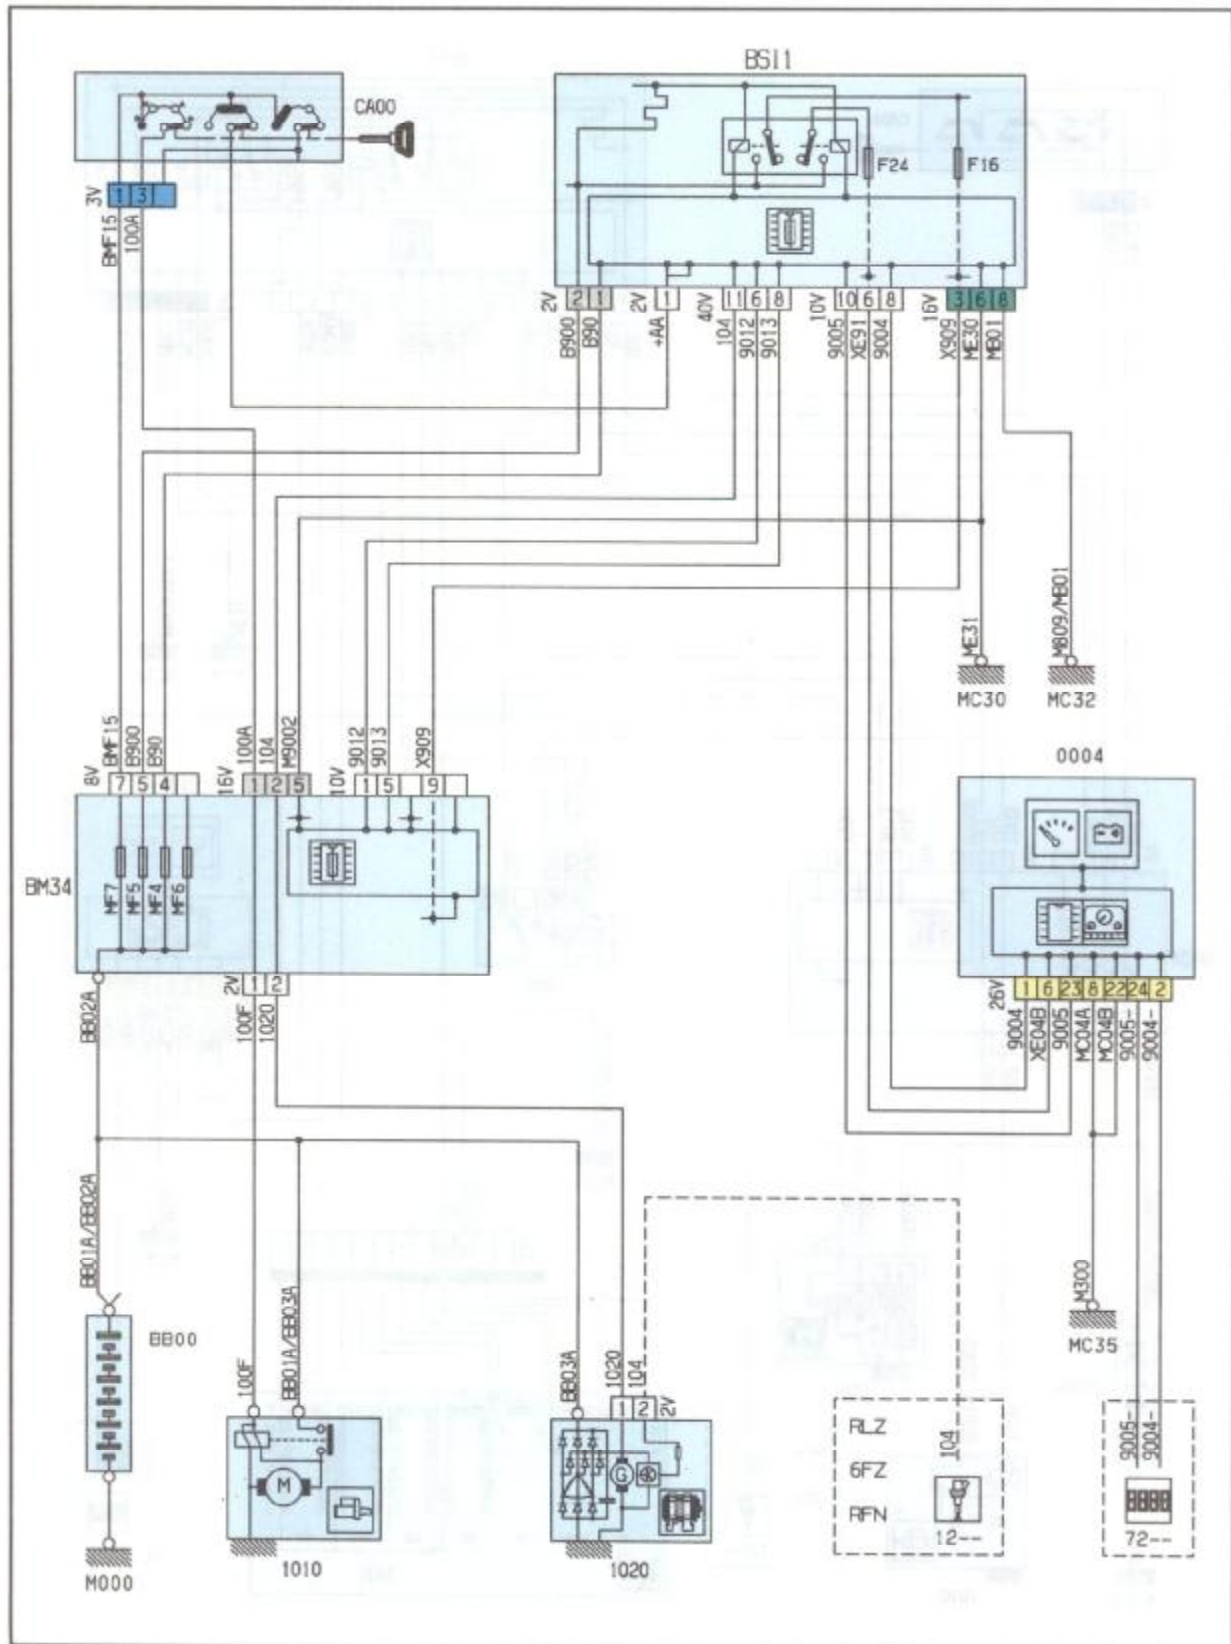 BSI1
CA00
F24
F16
3V 1 3
2V 2 1
2V 1
40V 11 6 8
10V 10 6 8
16V 3 6 8
BMF15
100A
B900
B90
+AA
104
9012
9013
9005
XE91
9004
X909
ME30
MB01
ME31
MB09/MB01
MC30
MC32
0004
8V 7 5 4
16V 1 2 5
10V 1 5 9
BMF15
B900
B90
100A
104
M9002
9012
9013
X909
BM34
MF7
MF5
MF4
MF6
2V 1 2
BB02A
100F
1020
26V 1 6 23 8 22 24 2
9004
XE04B
9005
MC04A
MC04B
9005-
9004-
BB01A/BB02A
BB00
M000
100F
BB01A/BB03A
M
1010
BB03A
1020
104
1 2 2V
G
1020
M300
MC35
RLZ
6FZ
RFN
104
12--
9005-
9004-
72--